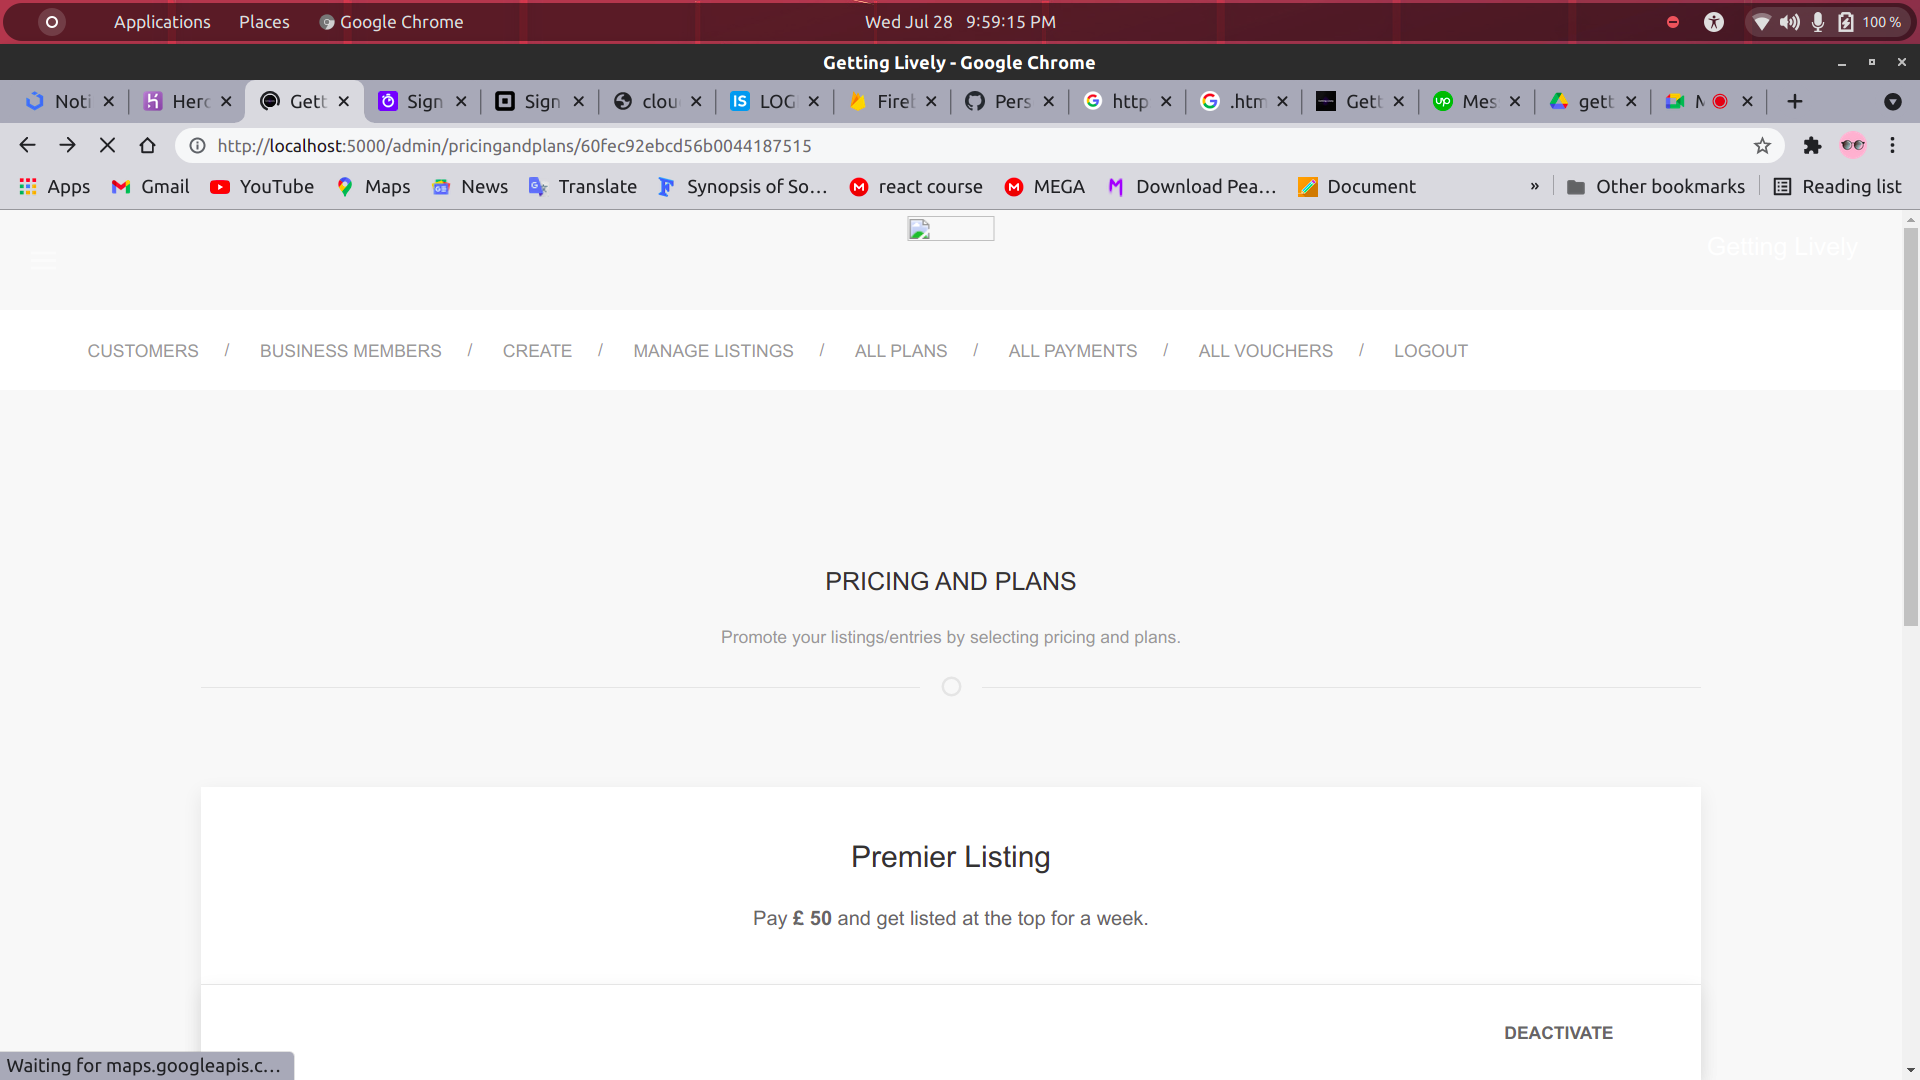 Applications Places Google Chrome Wed Jul 28 9:59:15 PM 100 %
Getting Lively - Google Chrome
Noti Hero Gett Sign Sign clou LOG Fireb Pers http .htm Gett Mes gett
http://localhost:5000/admin/pricingandplans/60fec92ebcd56b0044187515
Apps Gmail YouTube Maps News Translate Synopsis of So... react course MEGA Download Pea... Document » Other bookmarks Reading list
Getting Lively
CUSTOMERS / BUSINESS MEMBERS / CREATE / MANAGE LISTINGS / ALL PLANS / ALL PAYMENTS / ALL VOUCHERS / LOGOUT
PRICING AND PLANS
Promote your listings/entries by selecting pricing and plans.
Premier Listing
Pay £ 50 and get listed at the top for a week.
DEACTIVATE
Waiting for maps.googleapis.c...